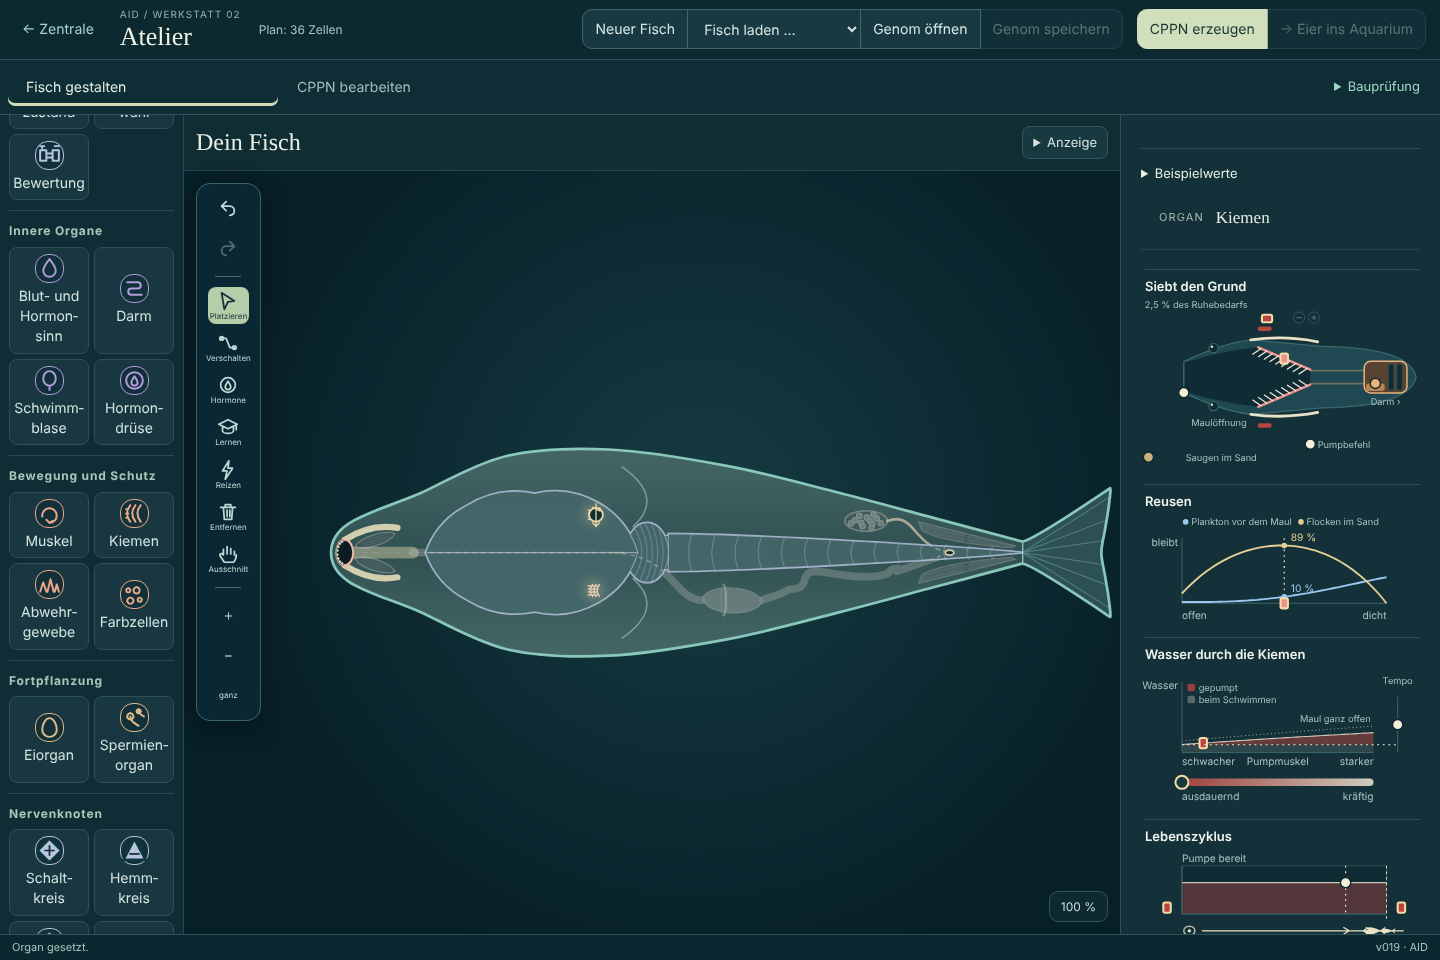 ← Zentrale
AID / WERKSTATT 02
Atelier
Plan: 36 Zellen
Neuer Fisch
Fisch laden ...
Genom öffnen
Genom speichern
CPPN erzeugen
→ Eier ins Aquarium
Fisch gestalten
CPPN bearbeiten
Bauprüfung
Bewertung
Innere Organe
Blut- und
Hormon-
sinn
Darm
Schwimm-
blase
Hormon-
drüse
Bewegung und Schutz
Muskel
Kiemen
Abwehr-
gewebe
Farbzellen
Fortpflanzung
Eiorgan
Spermien-
organ
Nervenknoten
Schalt-
kreis
Hemm-
kreis
Dein Fisch
Anzeige
Platzieren
Verschalten
Hormone
Lernen
Reizen
Entfernen
Ausschnitt
+
−
ganz
100 %
Beispielwerte
ORGAN Kiemen
Siebt den Grund
2,5 % des Ruhebedarfs
Darm ›
Maulöffnung
Pumpbefehl
Saugen im Sand
Reusen
Plankton vor dem Maul
Flocken im Sand
bleibt
89 %
10 %
offen
dicht
Wasser durch die Kiemen
Wasser
gepumpt
beim Schwimmen
Tempo
Maul ganz offen
schwacher
Pumpmuskel
starker
ausdauernd
kräftig
Lebenszyklus
Pumpe bereit
Organ gesetzt.
v019 · AID